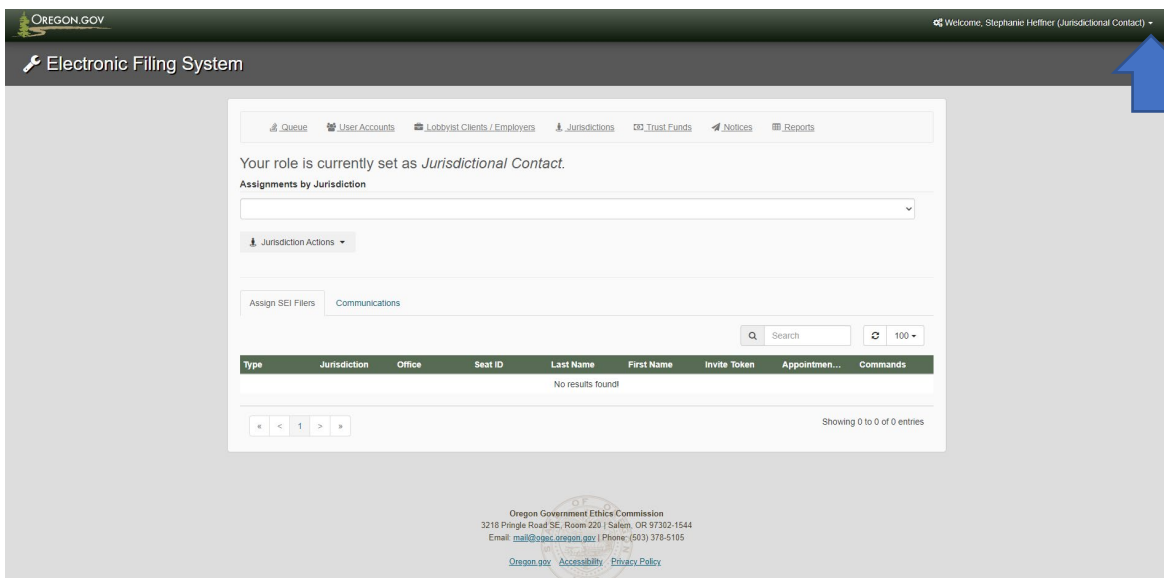 OREGON.GOV
Welcome, Stephanie Heffner (Jurisdictional Contact)
Electronic Filing System
Queue User Accounts Lobbyist Clients / Employers Jurisdictions Trust Funds Notices Reports
Your role is currently set as Jurisdictional Contact.
Assignments by Jurisdiction
Jurisdiction Actions
Assign SEI Filers Communications
Search 100
Type Jurisdiction Office Seat ID Last Name First Name Invite Token Appointmen... Commands
No results found!
« < 1 > » Showing 0 to 0 of 0 entries
Oregon Government Ethics Commission
3218 Pringle Road SE, Room 220 | Salem, OR 97302-1544
Email: mail@ogec.oregon.gov | Phone: (503) 378-5105
Oregon.gov Accessibility Privacy Policy